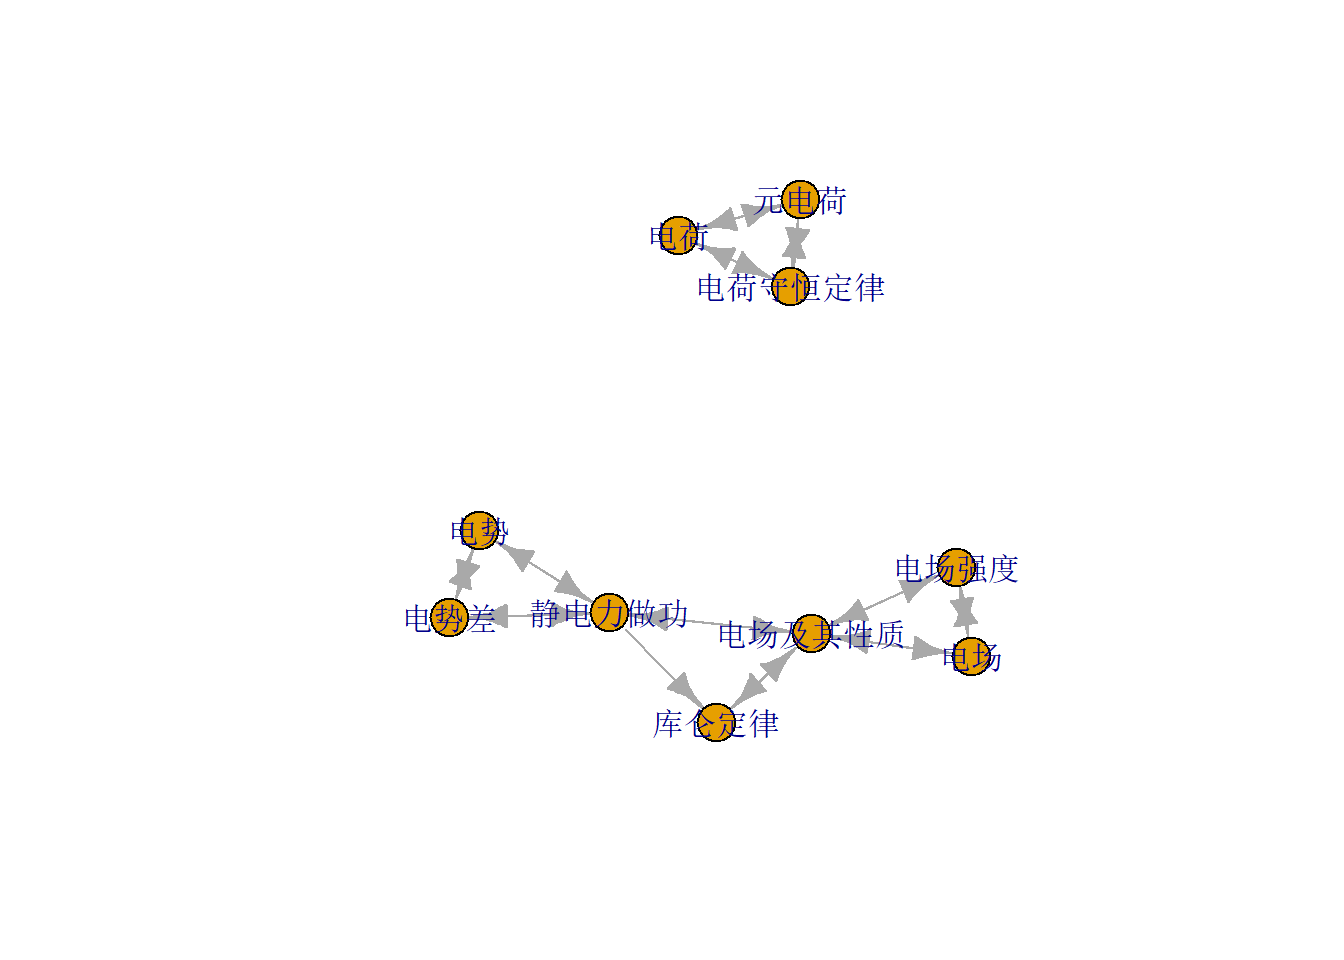 元电荷
电荷
电荷守恒定律
电势
电场强度
电势差
静电力做功
电场及其性质
电场
库仑定律